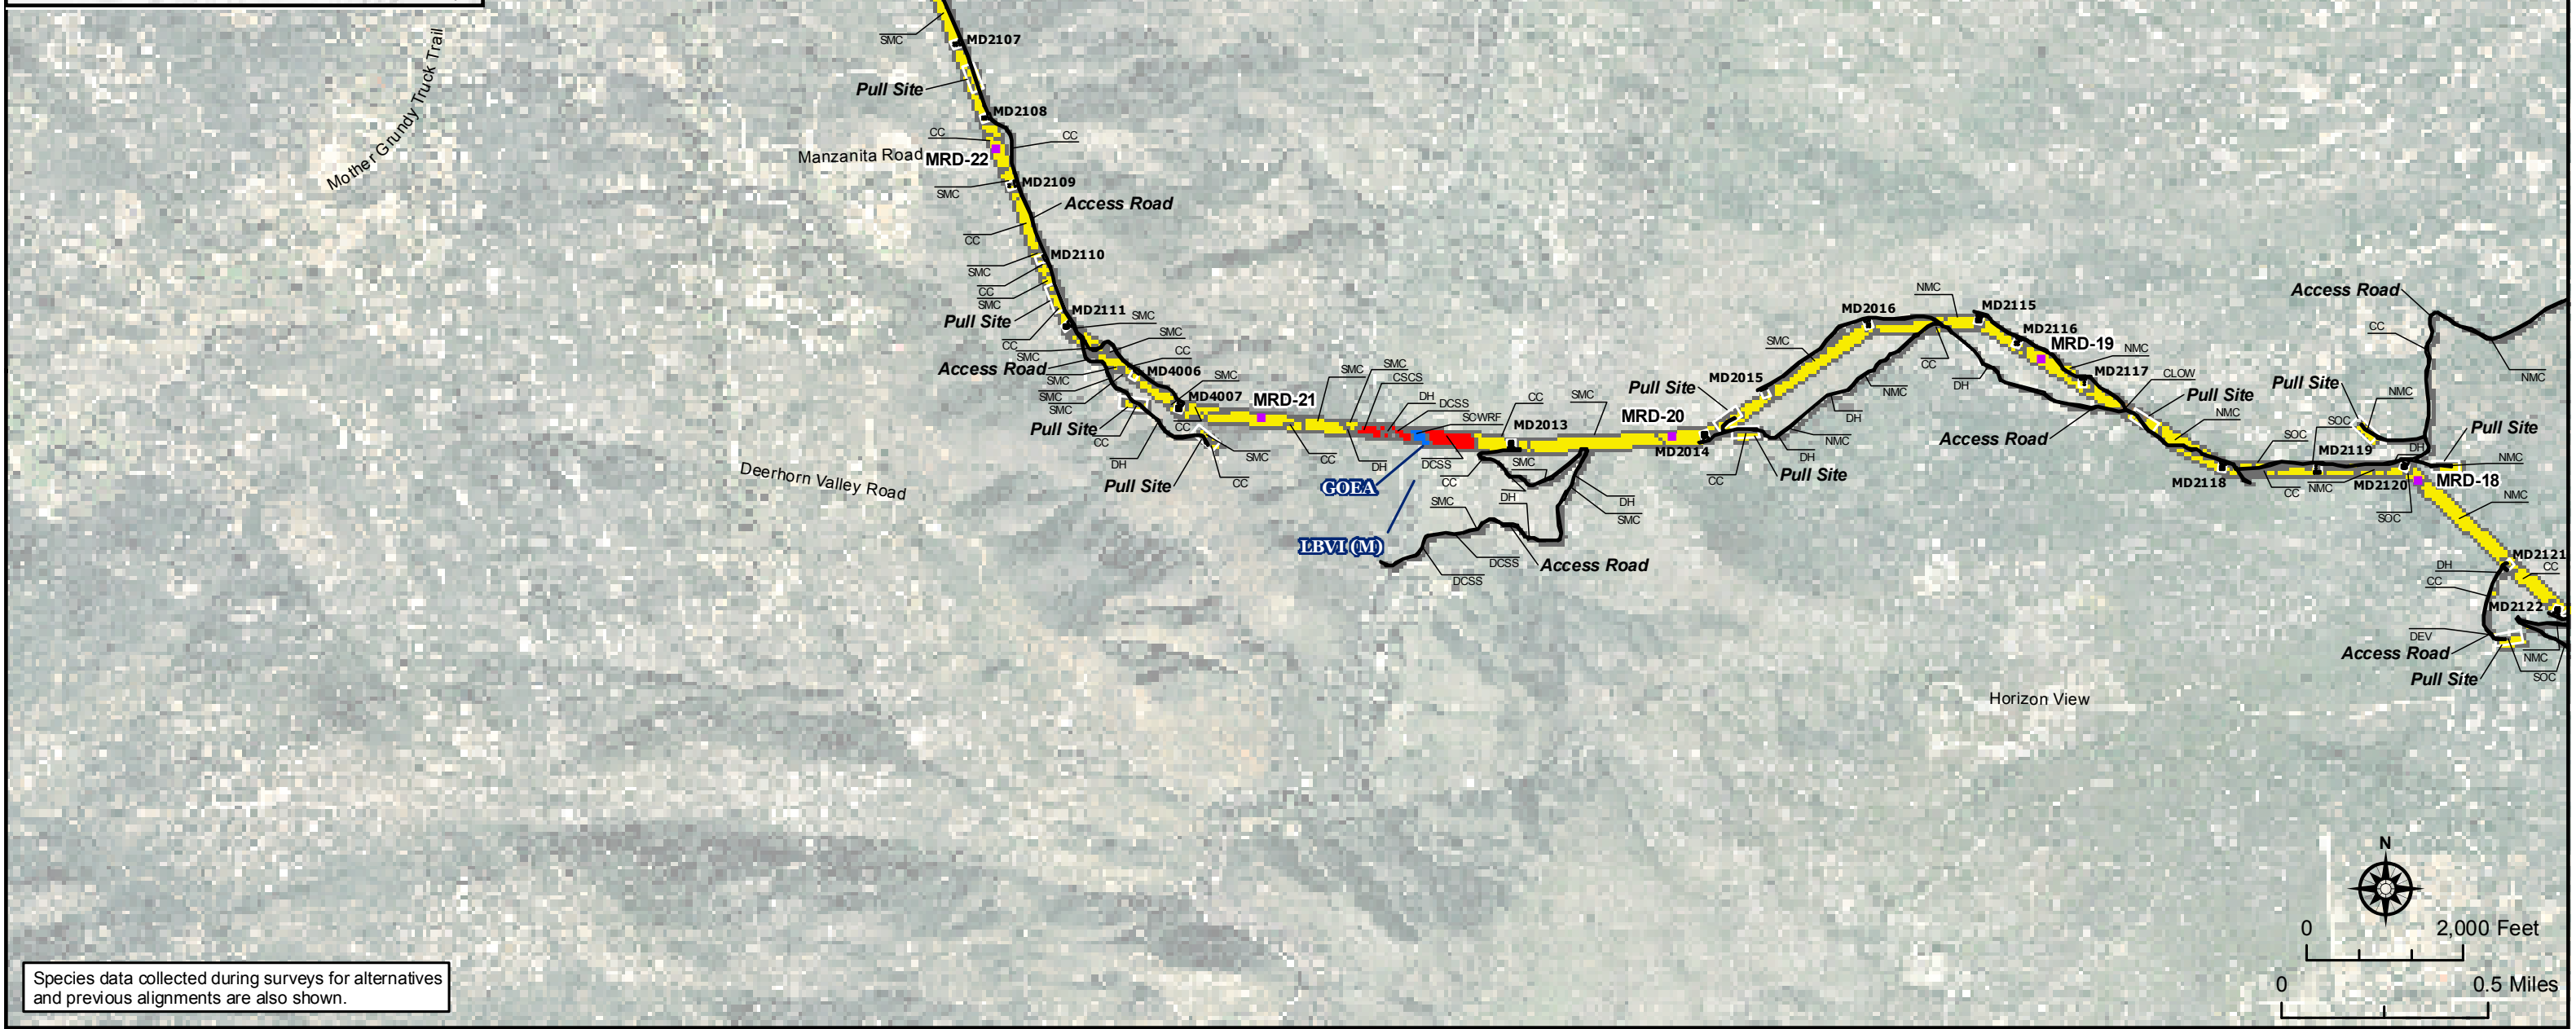 Mother Grundy Truck Trail
SMC
MD2107
Pull Site
MD2108
CC
CC
Manzanita Road
MRD-22
SMC
MD2109
Access Road
CC
MD2110
SMC
CC
SMC
Pull Site
MD2111
SMC
CC
SMC
SMC
CC
Access Road
MD4006
SMC
SMC
SMC
SMC
MD4007
MRD-21
Pull Site
CC
CC
DH
SMC
Pull Site
CC
Deerhorn Valley Road
SMC
SMC
CSCS
DH
DCSS
SCWRF
CC
DH
DCSS
CC
MD2013
CC
SMC
GOEA
LBVI (M)
SMC
DH
DH
SMC
SMC
DCSS
DCSS
Access Road
MRD-20
MD2014
Pull Site
MD2015
SMC
MD2016
NMC
MD2115
MD2116
MRD-19
NMC
MD2117
CLOW
Pull Site
NMC
CC
DH
NMC
DH
NMC
DH
CC
Pull Site
Access Road
SOC
SOC
MD2119
MD2118
CC
NMC
MD2120
SOC
DH
Access Road
CC
NMC
Pull Site
NMC
Pull Site
NMC
MRD-18
NMC
MD2121
DH
CC
CC
MD2122
DEV
Access Road
NMC
SOC
Pull Site
Horizon View
N
0 2,000 Feet
0 0.5 Miles
Species data collected during surveys for alternatives
and previous alignments are also shown.